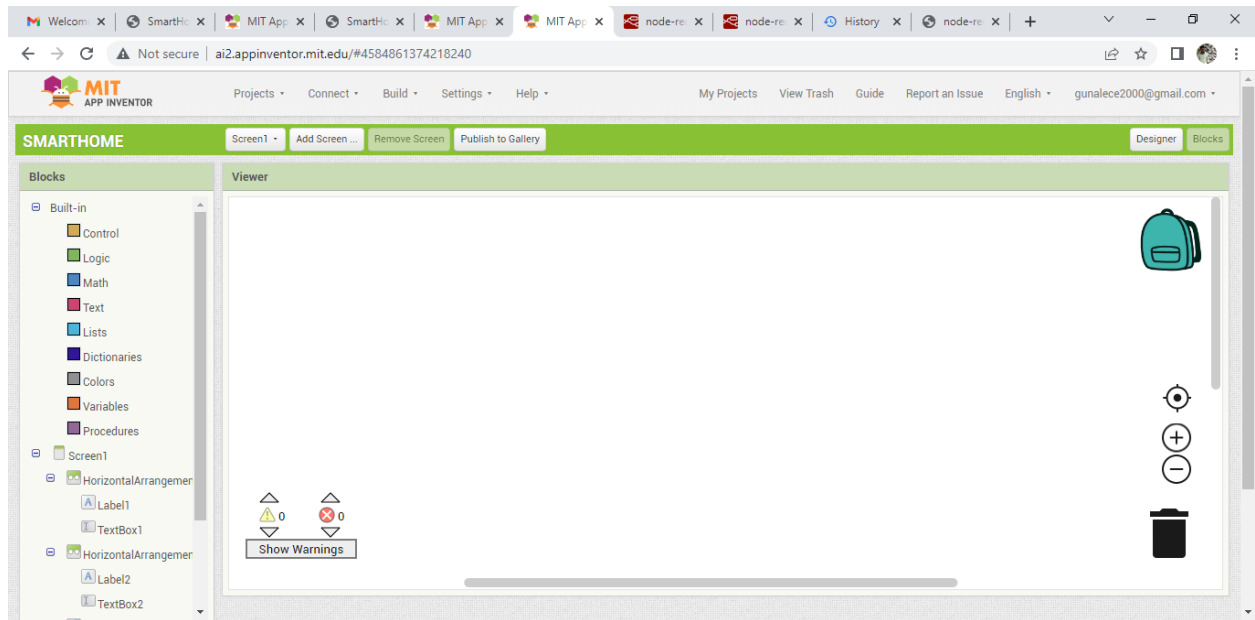 Welcom SmartHo MIT App SmartHo MIT App MIT App node-red node-re History node-re
Not secure ai2.appinventor.mit.edu/#4584861374218240
MIT
APP INVENTOR
Projects Connect Build Settings Help My Projects View Trash Guide Report an Issue English gunalece2000@gmail.com
SMARTHOME Screen1 Add Screen ... Remove Screen Publish to Gallery Designer Blocks
Blocks Viewer
Built-in
Control
Logic
Math
Text
Lists
Dictionaries
Colors
Variables
Procedures
Screen1
HorizontalArrangemen
Label1
TextBox1
HorizontalArrangemen
Label2
TextBox2
0 0
Show Warnings